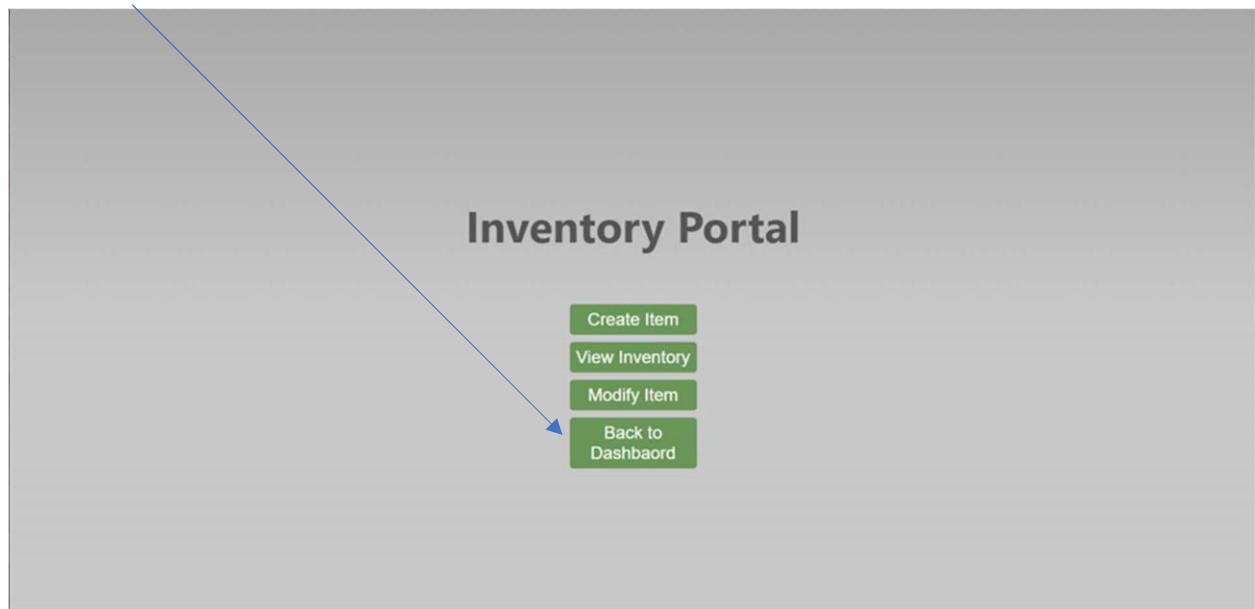 Inventory Portal
Create Item
View Inventory
Modify Item
Back to
Dashbaord